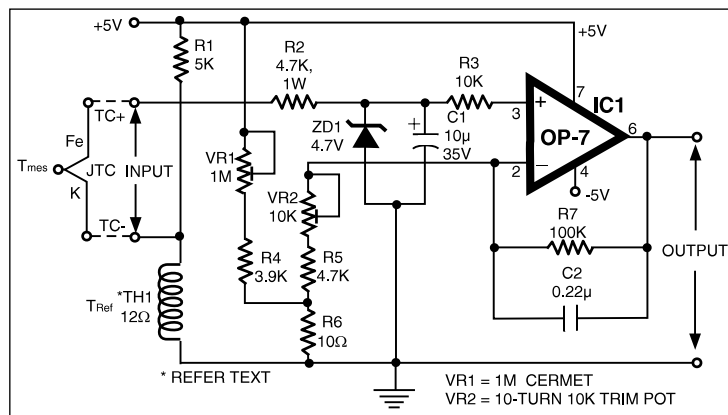 +5V
R1
5K
R2
4.7K,
1W
R3
10K
+5V
7
IC1
TC+
3
+
OP-7
6
Fe
ZD1
4.7V
+
C1
10µ
35V
Tmes
JTC
INPUT
VR1
1M
2
−
4
-5V
K
VR2
10K
R7
100K
TC-
R4
3.9K
R5
4.7K
OUTPUT
C2
0.22µ
TRef
*TH1
12Ω
R6
10Ω
* REFER TEXT
VR1 = 1M CERMET
VR2 = 10-TURN 10K TRIM POT